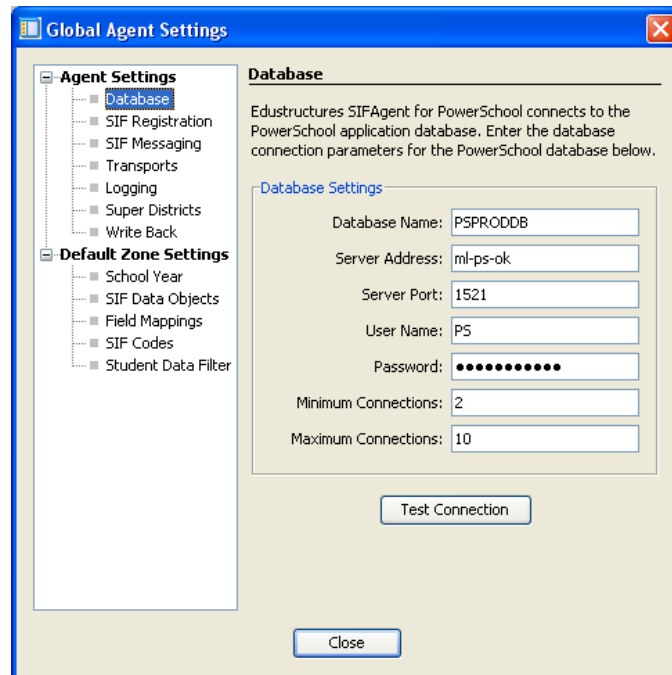 Global Agent Settings
Agent Settings
Database
SIF Registration
SIF Messaging
Transports
Logging
Super Districts
Write Back
Default Zone Settings
School Year
SIF Data Objects
Field Mappings
SIF Codes
Student Data Filter
Database
Edustructures SIFAgent for PowerSchool connects to the
PowerSchool application database. Enter the database
connection parameters for the PowerSchool database below.
Database Settings
Database Name: PSPRODDB
Server Address: ml-ps-ok
Server Port: 1521
User Name: PS
Password: ●●●●●●●●●●●
Minimum Connections: 2
Maximum Connections: 10
Test Connection
Close